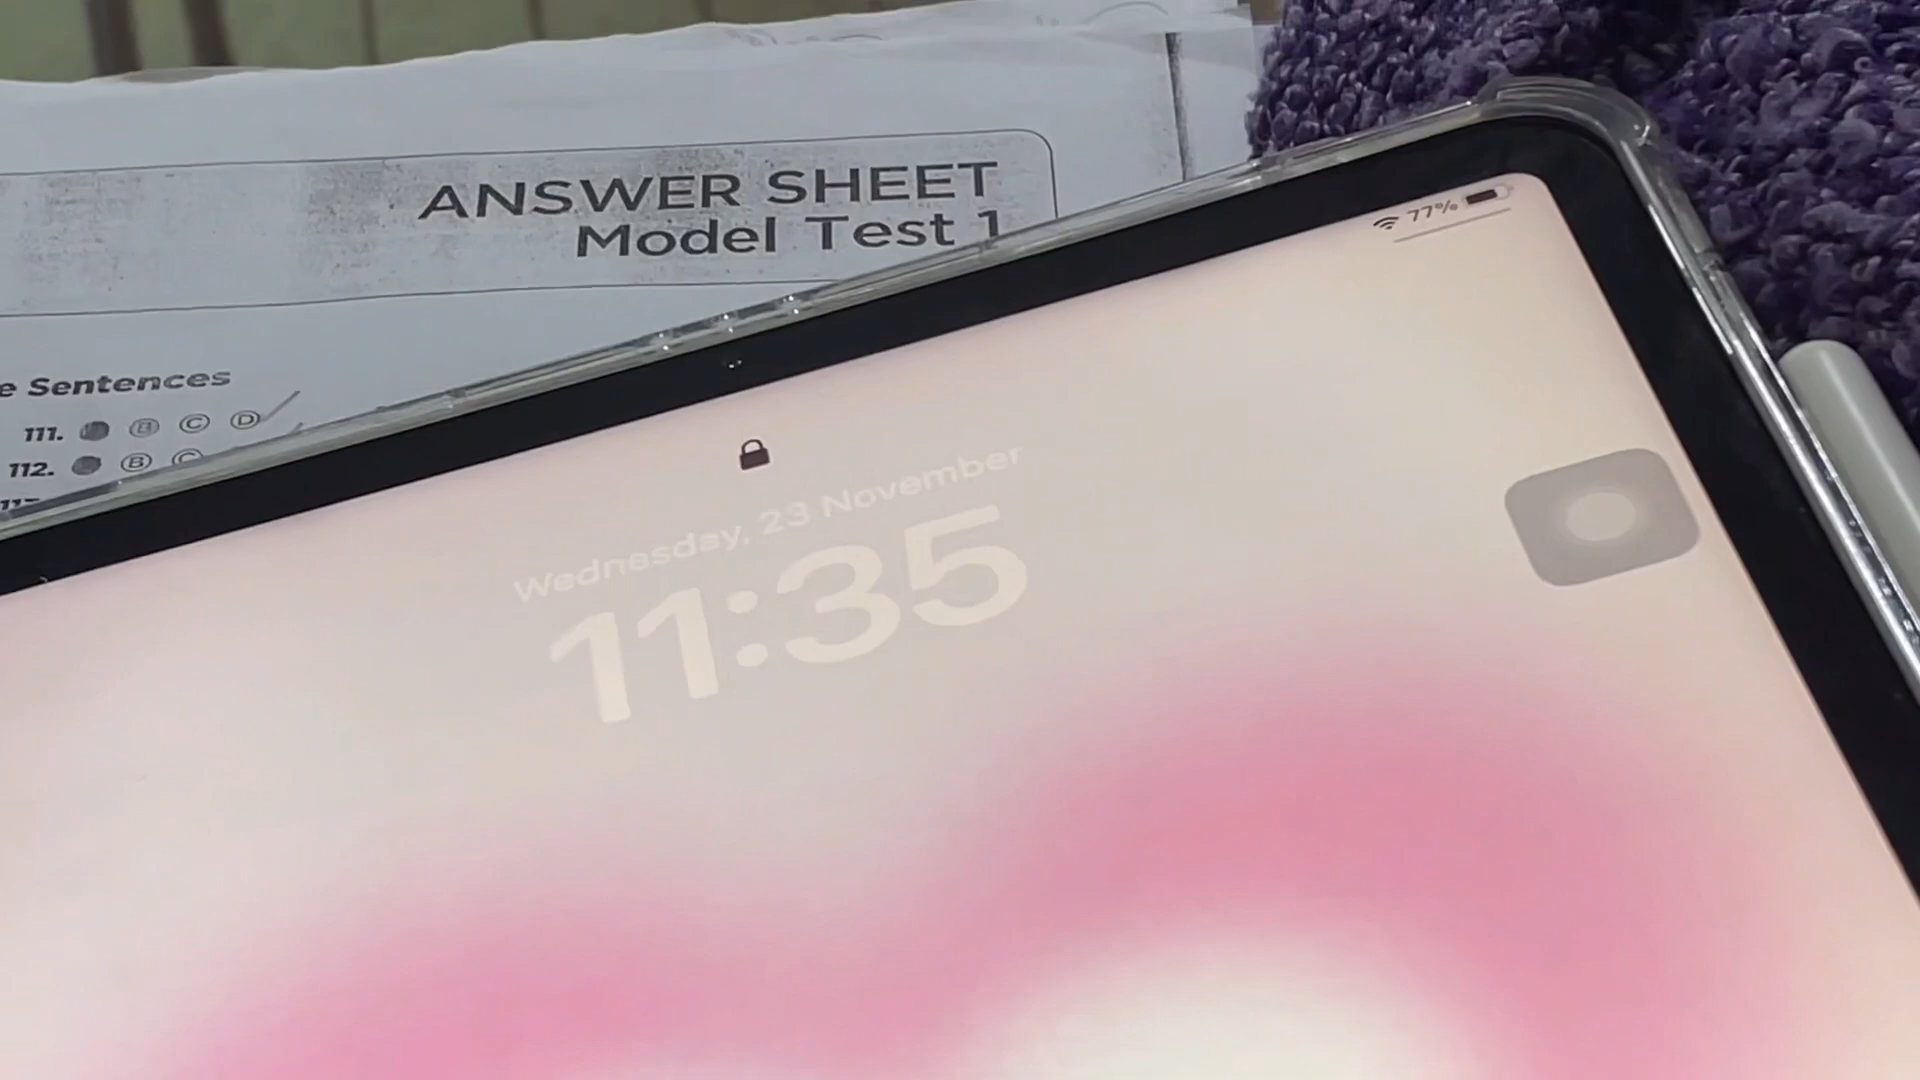 ANSWER SHEET
Model Test 1
e Sentences
111. Ⓑ Ⓒ Ⓓ
112. Ⓑ Ⓒ
77%
Wednesday, 23 November
11:35